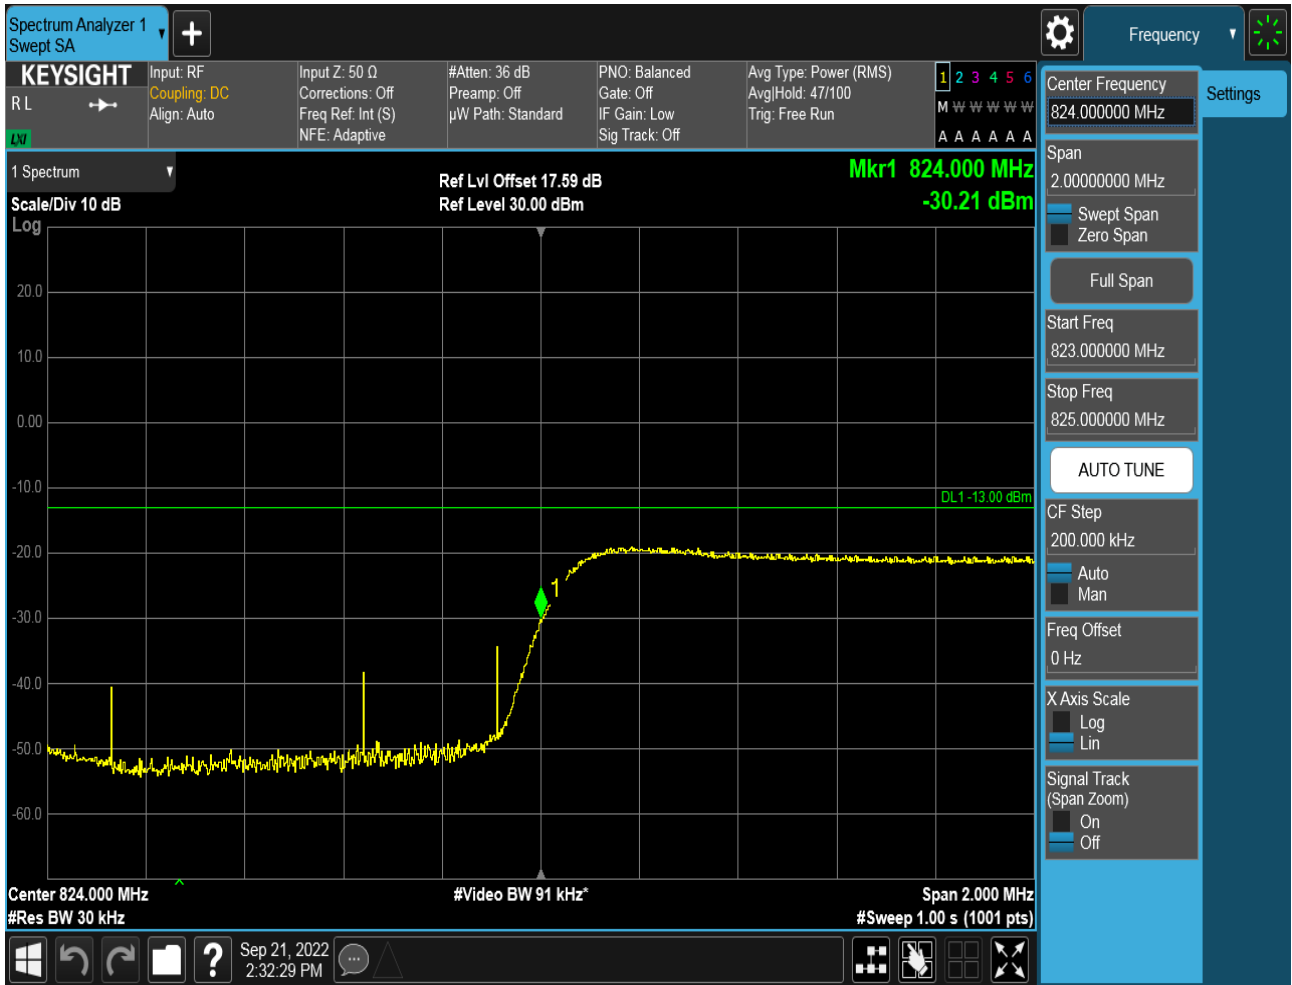 Spectrum Analyzer 1
Swept SA
Frequency
KEYSIGHT
R L
LXI
Input: RF
Coupling: DC
Align: Auto
Input Z: 50 Ω
Corrections: Off
Freq Ref: Int (S)
NFE: Adaptive
#Atten: 36 dB
Preamp: Off
µW Path: Standard
PNO: Balanced
Gate: Off
IF Gain: Low
Sig Track: Off
Avg Type: Power (RMS)
Avg|Hold: 47/100
Trig: Free Run
1 2 3 4 5 6
M W W W W W
A A A A A A
1 Spectrum
Scale/Div 10 dB
Log
Ref Lvl Offset 17.59 dB
Ref Level 30.00 dBm
Mkr1 824.000 MHz
-30.21 dBm
20.0
10.0
0.00
-10.0
-20.0
-30.0
-40.0
-50.0
-60.0
DL1 -13.00 dBm
1
Center 824.000 MHz
#Res BW 30 kHz
#Video BW 91 kHz*
Span 2.000 MHz
#Sweep 1.00 s (1001 pts)
Center Frequency
824.000000 MHz
Settings
Span
2.00000000 MHz
Swept Span
Zero Span
Full Span
Start Freq
823.000000 MHz
Stop Freq
825.000000 MHz
AUTO TUNE
CF Step
200.000 kHz
Auto
Man
Freq Offset
0 Hz
X Axis Scale
Log
Lin
Signal Track
(Span Zoom)
On
Off
?
Sep 21, 2022
2:32:29 PM